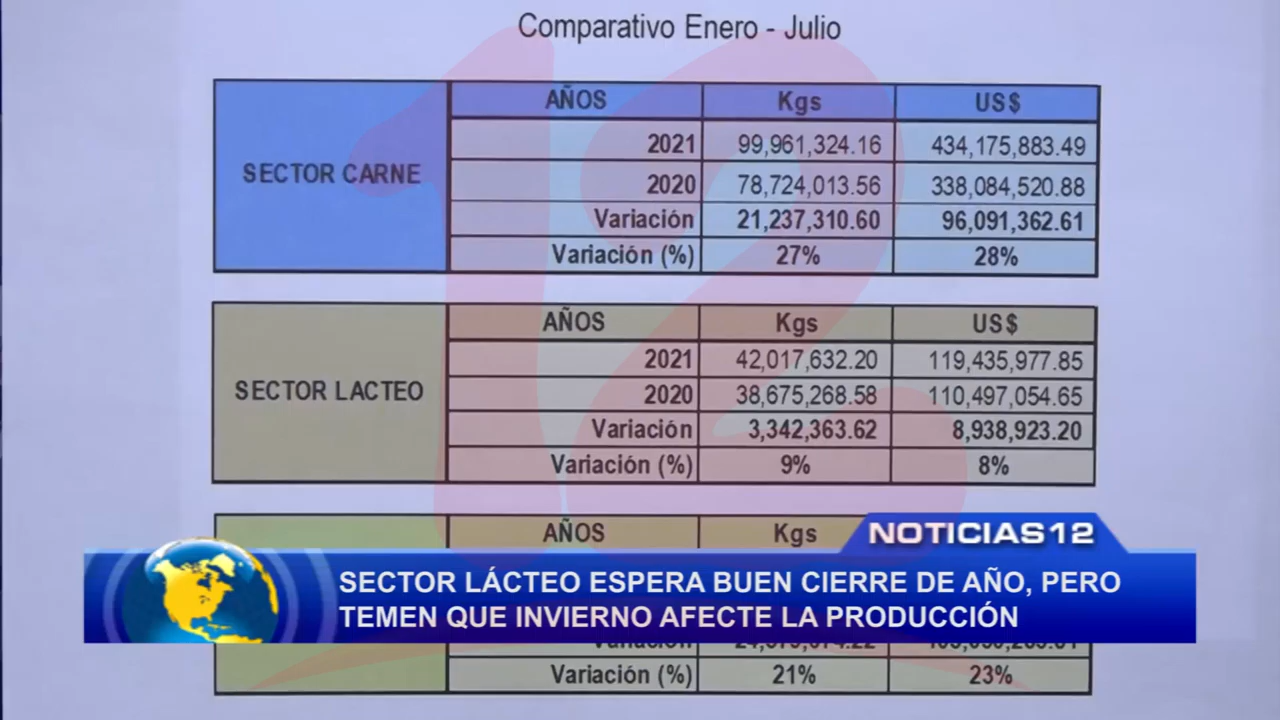 Comparativo Enero - Julio
SECTOR CARNE
AÑOS Kgs US$
2021 99,961,324.16 434,175,883.49
2020 78,724,013.56 338,084,520.88
Variación 21,237,310.60 96,091,362.61
Variación (%) 27% 28%
SECTOR LACTEO
AÑOS Kgs US$
2021 42,017,632.20 119,435,977.85
2020 38,675,268.58 110,497,054.65
Variación 3,342,363.62 8,938,923.20
Variación (%) 9% 8%
AÑOS Kgs
NOTICIAS12
SECTOR LÁCTEO ESPERA BUEN CIERRE DE AÑO, PERO
TEMEN QUE INVIERNO AFECTE LA PRODUCCIÓN
Variación
Variación (%) 21% 23%
12